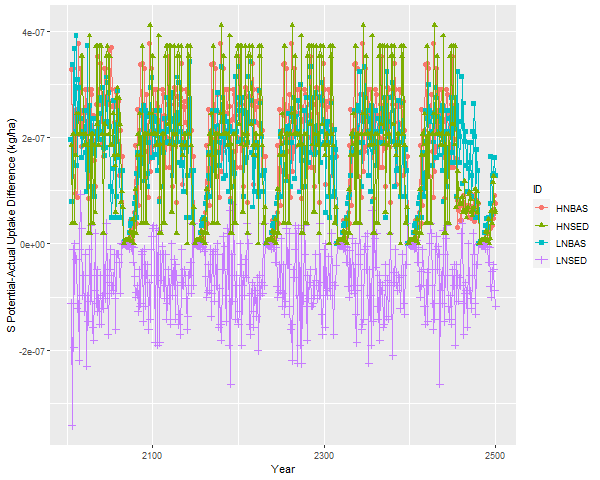 S Potential-Actual Uptake Difference (kg/ha)
4e-07
2e-07
0e+00
-2e-07
2100
2300
2500
Year
ID
HNBAS
HNSED
LNBAS
LNSED